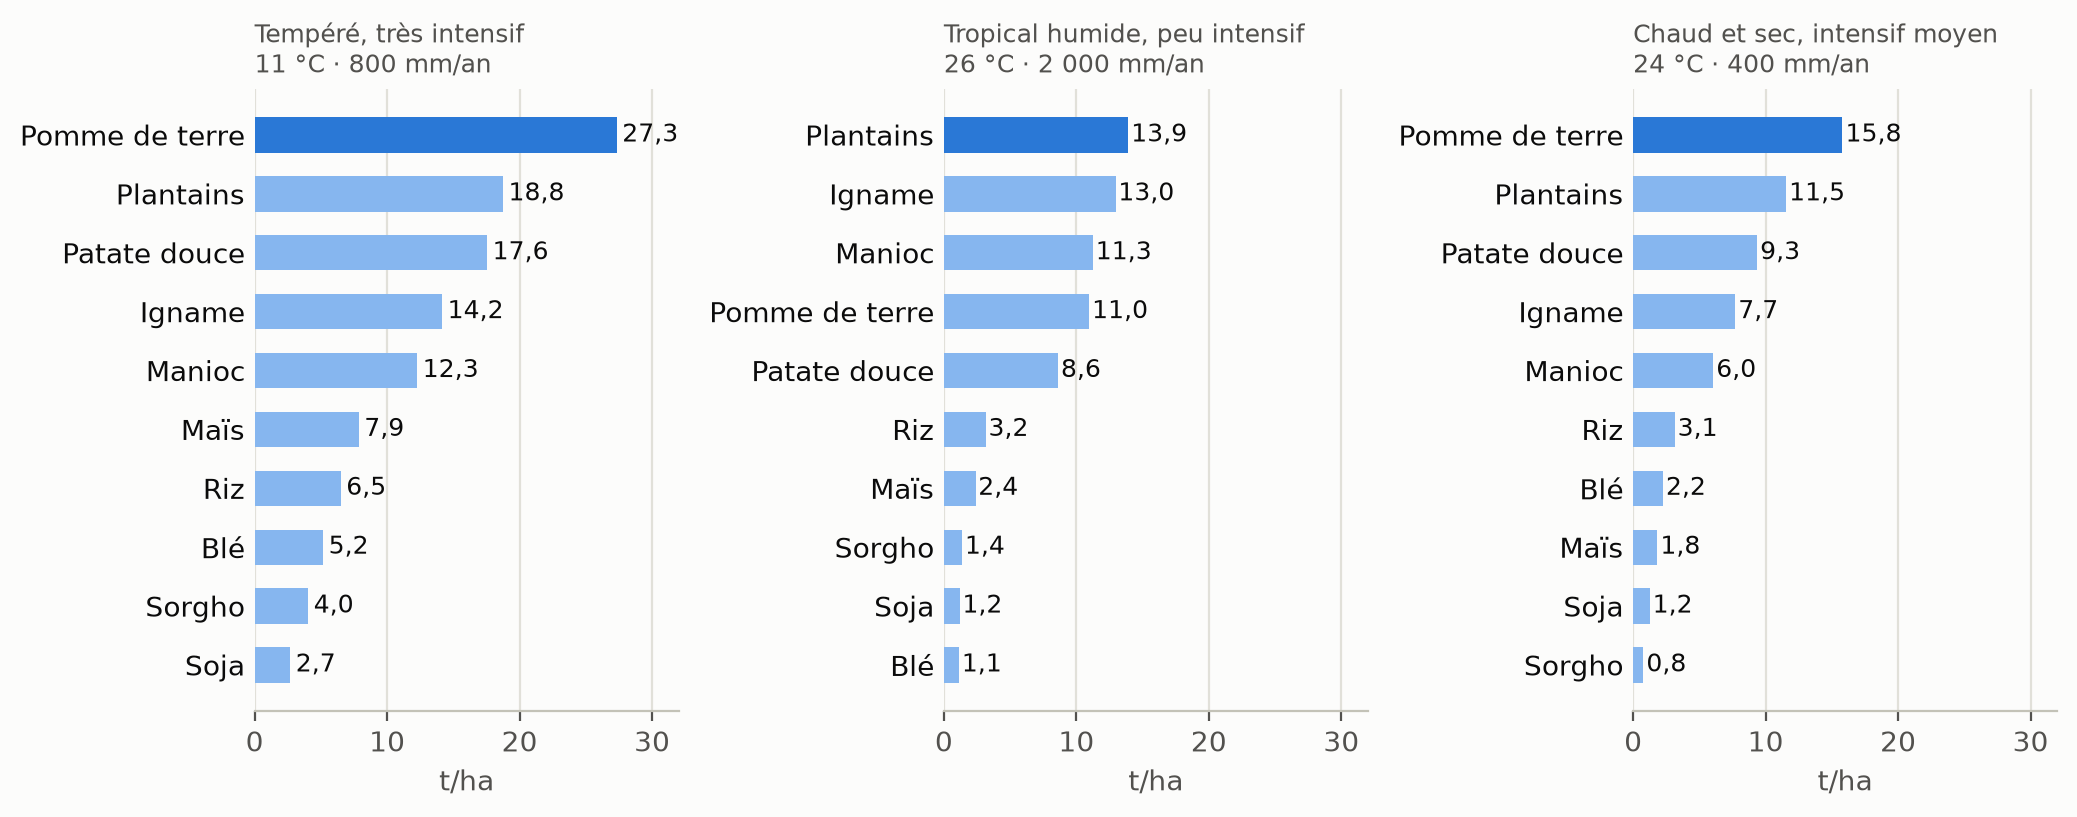 Tempéré, très intensif
11 °C · 800 mm/an
Pomme de terre 27,3
Plantains 18,8
Patate douce 17,6
Igname 14,2
Manioc 12,3
Maïs 7,9
Riz 6,5
Blé 5,2
Sorgho 4,0
Soja 2,7
0 10 20 30
t/ha
Tropical humide, peu intensif
26 °C · 2 000 mm/an
Plantains 13,9
Igname 13,0
Manioc 11,3
Pomme de terre 11,0
Patate douce 8,6
Riz 3,2
Maïs 2,4
Sorgho 1,4
Soja 1,2
Blé 1,1
0 10 20 30
t/ha
Chaud et sec, intensif moyen
24 °C · 400 mm/an
Pomme de terre 15,8
Plantains 11,5
Patate douce 9,3
Igname 7,7
Manioc 6,0
Riz 3,1
Blé 2,2
Maïs 1,8
Soja 1,2
Sorgho 0,8
0 10 20 30
t/ha